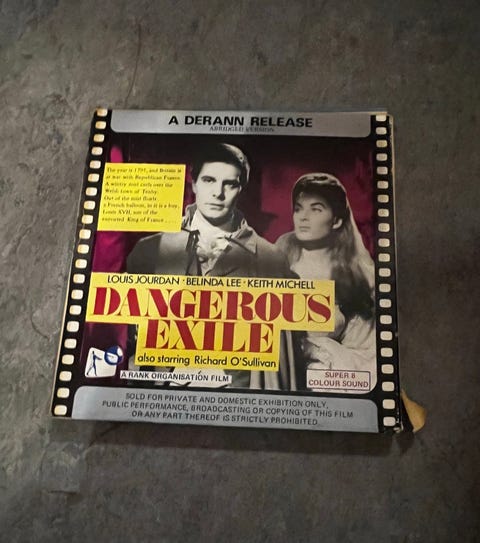 A DERANN RELEASE
ABRIDGED VERSION
The year is 1795, and Britain is
at war with Republican France.
A wintry mist curls over the
Welsh town of Tenby.
Out of the mist floats
a French balloon, in it is a boy,
Louis XVII, son of the
executed King of France ....
LOUIS JOURDAN · BELINDA LEE · KEITH MICHELL
DANGEROUS
EXILE
also starring Richard O'Sullivan
A RANK ORGANISATION FILM
SUPER 8
COLOUR SOUND
SOLD FOR PRIVATE AND DOMESTIC EXHIBITION ONLY,
PUBLIC PERFORMANCE, BROADCASTING OR COPYING OF THIS FILM
OR ANY PART THEREOF IS STRICTLY PROHIBITED.